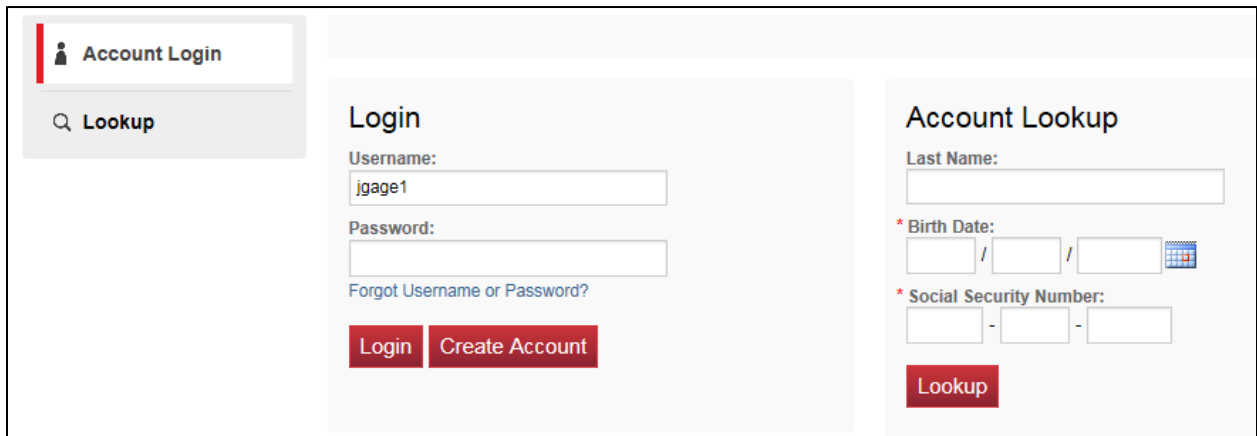 Account Login
Lookup
Login
Username:
jgage1
Password:
Forgot Username or Password?
Login Create Account
Account Lookup
Last Name:
* Birth Date:
/ /
* Social Security Number:
- -
Lookup